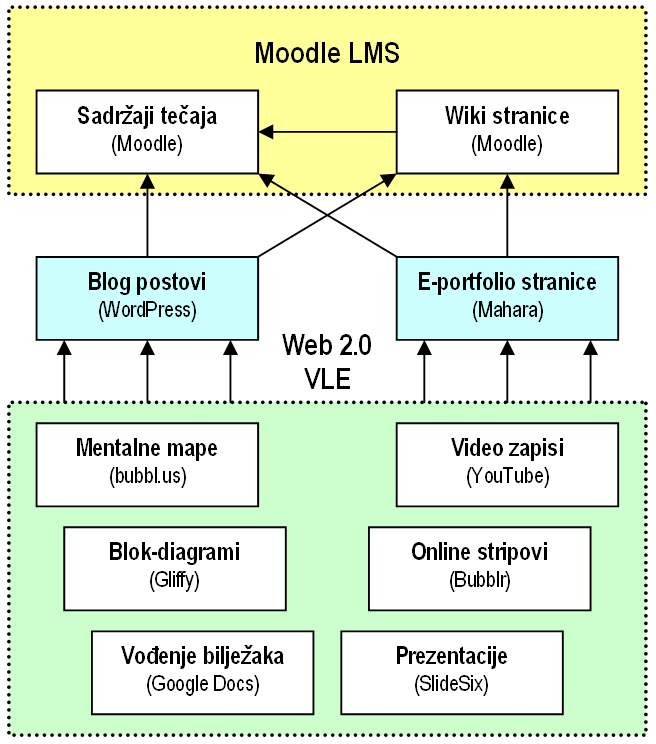 Moodle LMS
Sadržaji tečaja
(Moodle)
Wiki stranice
(Moodle)
Blog postovi
(WordPress)
E-portfolio stranice
(Mahara)
Web 2.0
VLE
Mentalne mape
(bubbl.us)
Video zapisi
(YouTube)
Blok-diagrami
(Gliffy)
Online stripovi
(Bubblr)
Vođenje bilježaka
(Google Docs)
Prezentacije
(SlideSix)